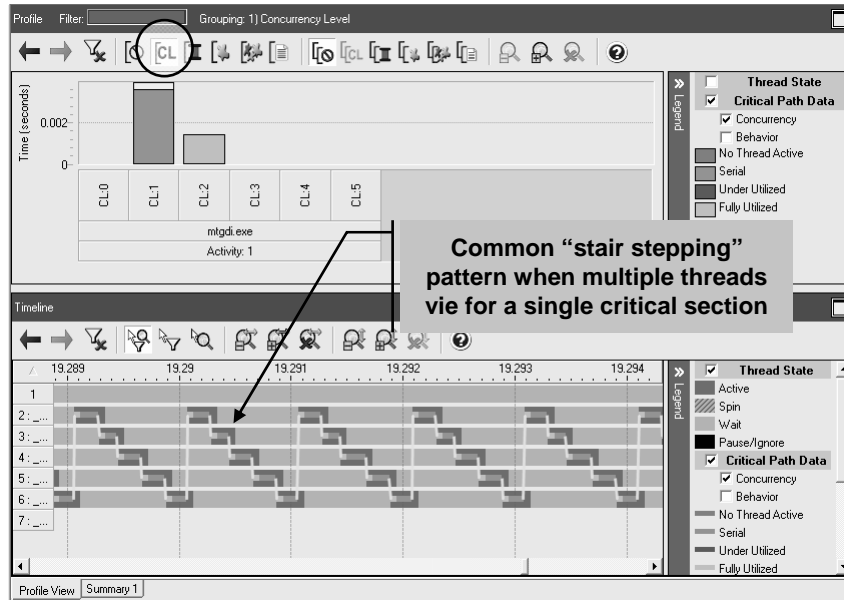 Profile Filter: Grouping: 1) Concurrency Level
[CL [CL
Time (seconds)
0.002
0
CL:0 CL:1 CL:2 CL:3 CL:4 CL:5
mtgdi.exe
Activity: 1
Legend
Thread State
Critical Path Data
Concurrency
Behavior
No Thread Active
Serial
Under Utilized
Fully Utilized
Common “stair stepping”
pattern when multiple threads
vie for a single critical section
Timeline
19.289 19.29 19.291 19.292 19.293 19.294
1
2 : _...
3 : _...
4 : _...
5 : _...
6 : _...
7 : _...
Legend
Thread State
Active
Spin
Wait
Pause/Ignore
Critical Path Data
Concurrency
Behavior
No Thread Active
Serial
Under Utilized
Fully Utilized
Profile View Summary 1